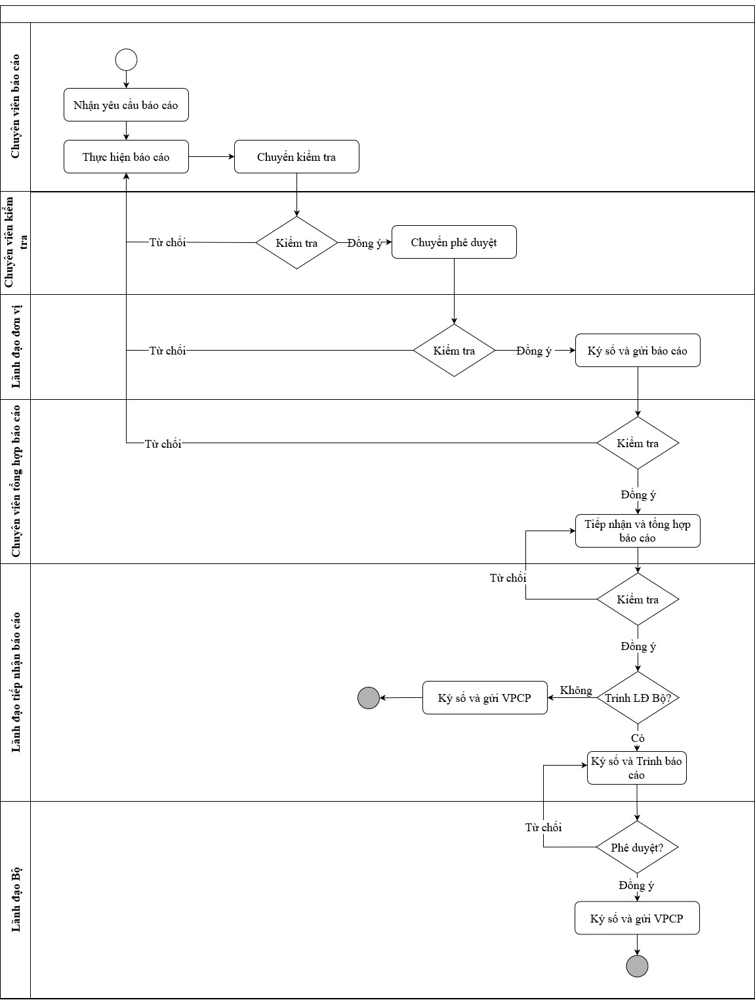 Chuyên viên báo cáo
Nhận yêu cầu báo cáo
Thực hiện báo cáo
Chuyển kiểm tra
Chuyên viên kiểm
tra
Từ chối
Kiểm tra
Đồng ý
Chuyển phê duyệt
Lãnh đạo đơn vị
Từ chối
Kiểm tra
Đồng ý
Ký số và gửi báo cáo
Chuyên viên tổng hợp báo cáo
Từ chối
Kiểm tra
Đồng ý
Tiếp nhận và tổng hợp
báo cáo
Lãnh đạo tiếp nhận báo cáo
Từ chối
Kiểm tra
Đồng ý
Ký số và gửi VPCP
Không
Trình LĐ Bộ?
Có
Ký số và Trình báo
cáo
Lãnh đạo Bộ
Từ chối
Phê duyệt?
Đồng ý
Ký số và gửi VPCP